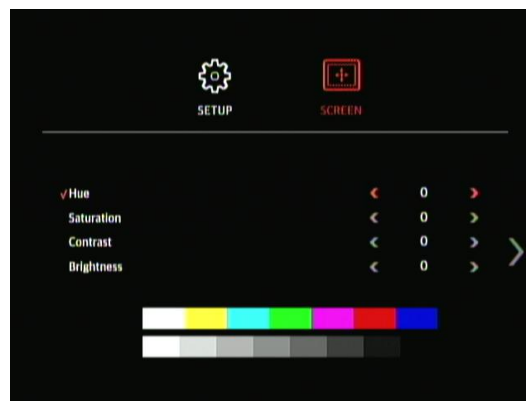 SETUP SCREEN
√ Hue < 0 >
Saturation < 0 >
Contrast < 0 >
Brightness < 0 >